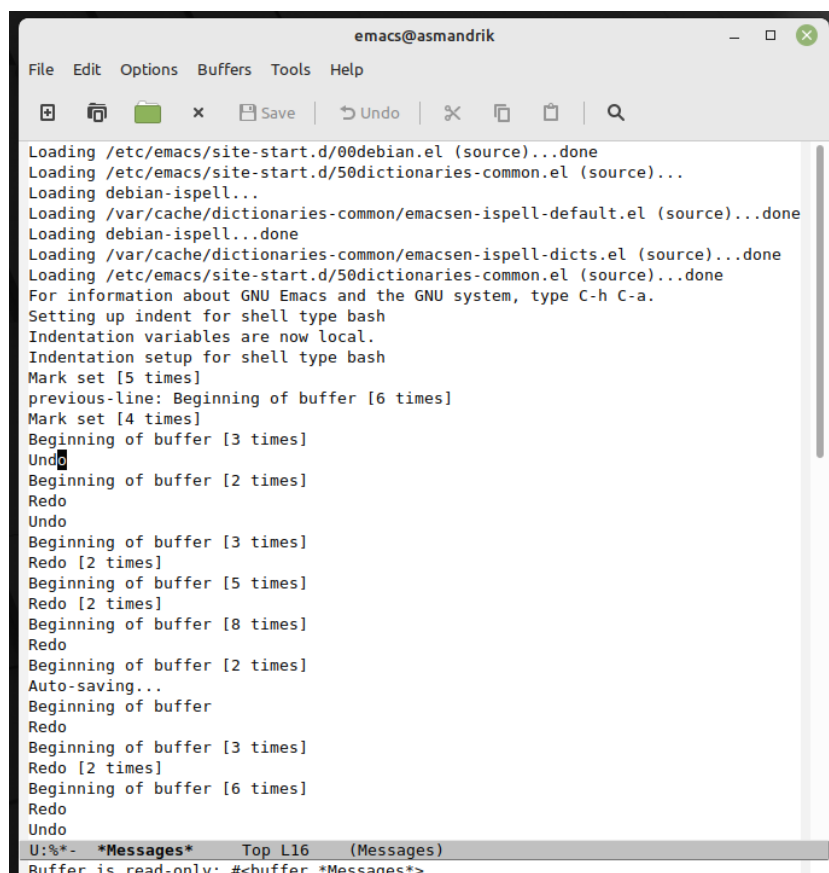 emacs@asmandrik
File Edit Options Buffers Tools Help
Save Undo
Loading /etc/emacs/site-start.d/00debian.el (source)...done
Loading /etc/emacs/site-start.d/50dictionaries-common.el (source)...
Loading debian-ispell...
Loading /var/cache/dictionaries-common/emacsen-ispell-default.el (source)...done
Loading debian-ispell...done
Loading /var/cache/dictionaries-common/emacsen-ispell-dicts.el (source)...done
Loading /etc/emacs/site-start.d/50dictionaries-common.el (source)...done
For information about GNU Emacs and the GNU system, type C-h C-a.
Setting up indent for shell type bash
Indentation variables are now local.
Indentation setup for shell type bash
Mark set [5 times]
previous-line: Beginning of buffer [6 times]
Mark set [4 times]
Beginning of buffer [3 times]
Undo
Beginning of buffer [2 times]
Redo
Undo
Beginning of buffer [3 times]
Redo [2 times]
Beginning of buffer [5 times]
Redo [2 times]
Beginning of buffer [8 times]
Redo
Beginning of buffer [2 times]
Auto-saving...
Beginning of buffer
Redo
Beginning of buffer [3 times]
Redo [2 times]
Beginning of buffer [6 times]
Redo
Undo
U:%*- *Messages* Top L16 (Messages)
Buffer is read-only: #<buffer *Messages*>